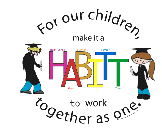 For our children,
make it a
HABITT
to work
together as one.